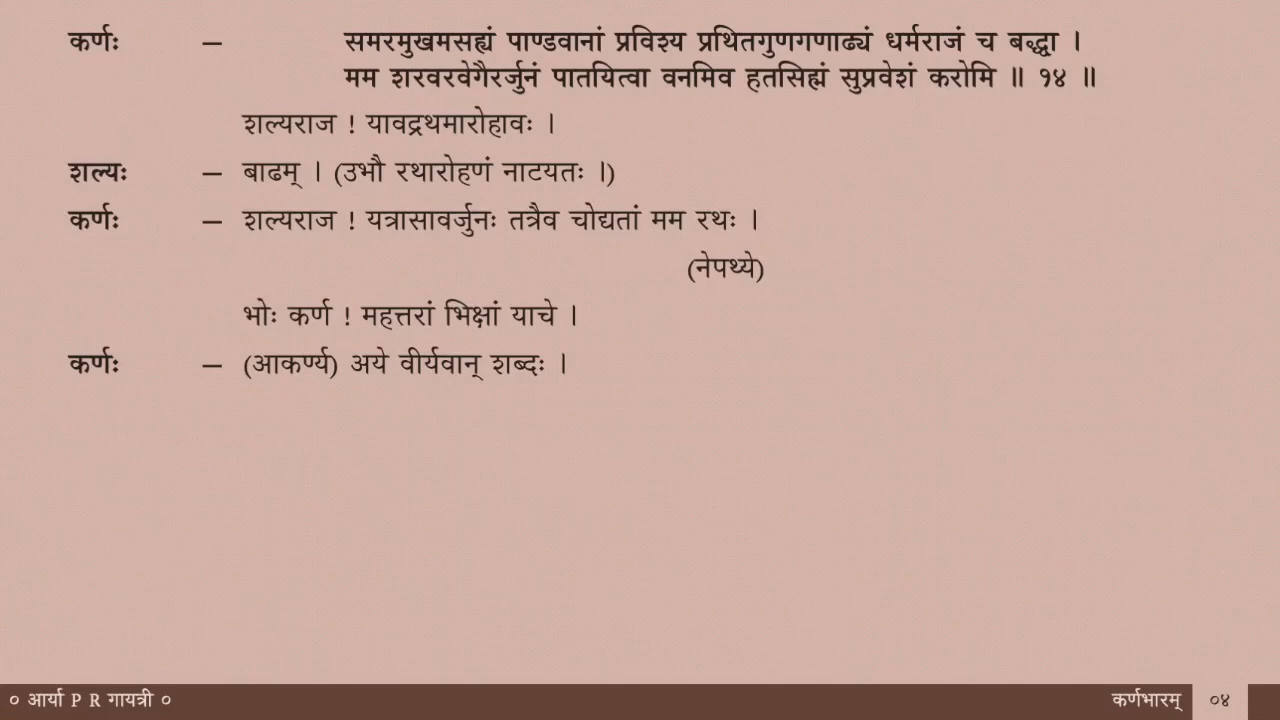 कर्णः — समरमुखमसह्यं पाण्डवानां प्रविश्य प्रथितगुणगणाढ्यं धर्मराजं च बद्ध्वा ।
मम शरवरवेगैरर्जुनं पातयित्वा वनमिव हतसिह्मं सुप्रवेशं करोमि ॥ १४ ॥
शल्यराज ! यावद्रथमारोहावः ।
शल्यः — बाढम् । (उभौ रथारोहणं नाटयतः ।)
कर्णः — शल्यराज ! यत्रासावर्जुनः तत्रैव चोद्यतां मम रथः ।
(नेपथ्ये)
भोः कर्ण ! महत्तरां भिक्षां याचे ।
कर्णः — (आकर्ण्य) अये वीर्यवान् शब्दः ।
० आर्या P R गायत्री ० कर्णभारम् ०४